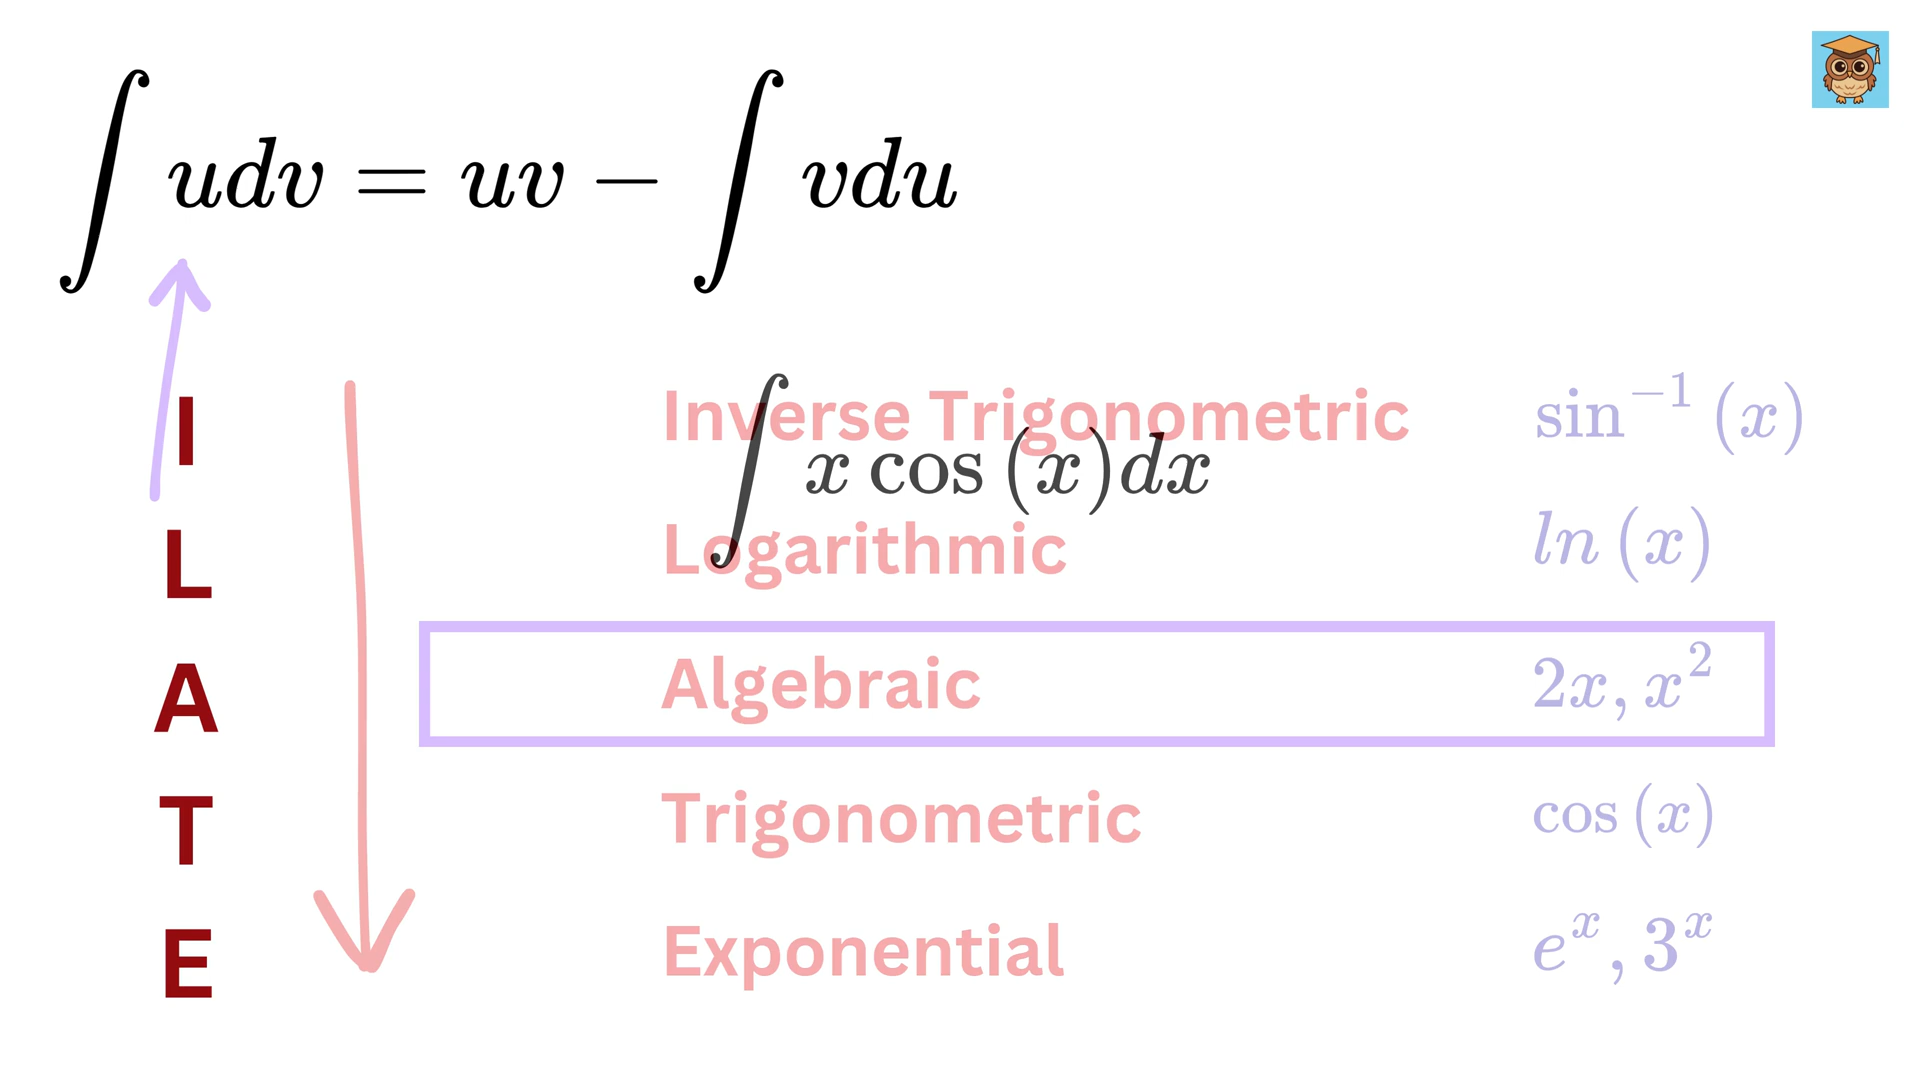 ∫ udv = uv − ∫ vdu
I Inverse Trigonometric sin⁻¹(x)
∫ x cos(x)dx
L Logarithmic ln(x)
A Algebraic 2x, x²
T Trigonometric cos(x)
E Exponential eˣ, 3ˣ